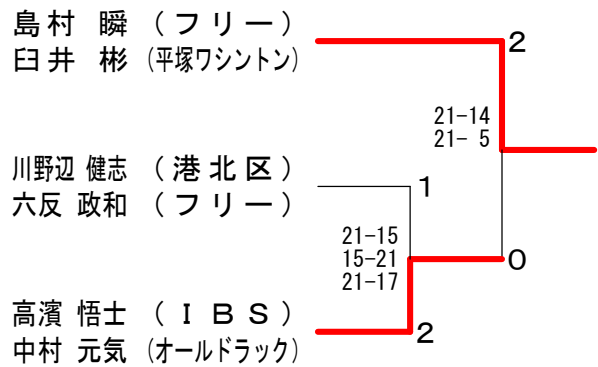 島村 瞬 (フリー)
臼井 彬 (平塚ワシントン)
2
21-14
21- 5
川野辺 健志 (港北区)
六反 政和 (フリー)
1
21-15
15-21
21-17
0
高濱 悟士 (IBS)
中村 元気 (オールドラック)
2